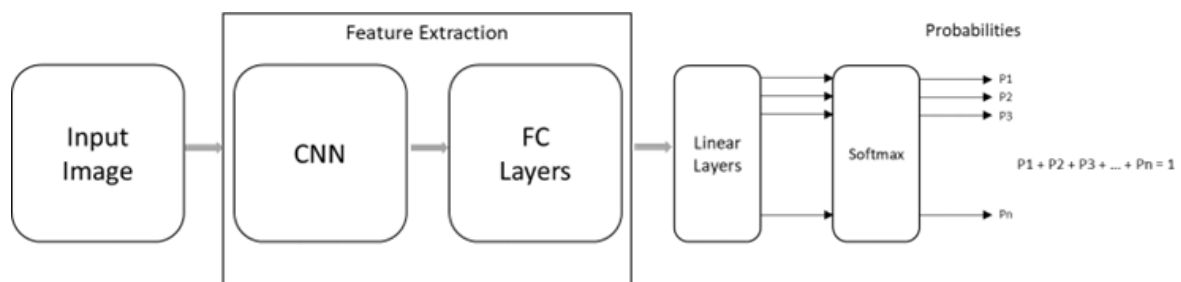 Feature Extraction
Probabilities
Input
Image
CNN
FC
Layers
Linear
Layers
Softmax
P1
P2
P3
P1 + P2 + P3 + ... + Pn = 1
Pn